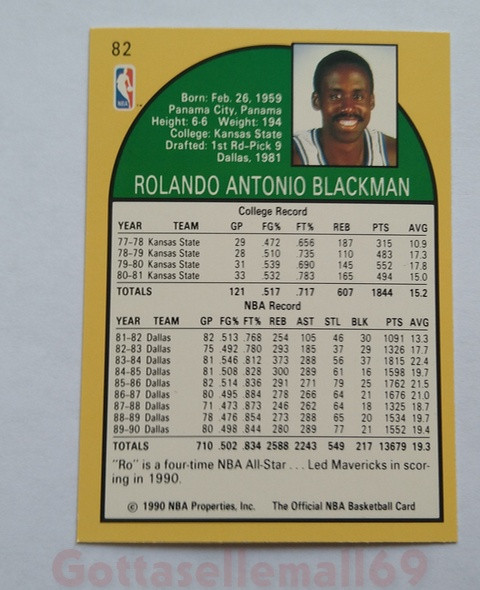 82
NBA
Born: Feb. 26, 1959
Panama City, Panama
Height: 6-6 Weight: 194
College: Kansas State
Drafted: 1st Rd-Pick 9
Dallas, 1981
ROLANDO ANTONIO BLACKMAN
College Record
YEAR TEAM GP FG% FT% REB PTS AVG
77-78 Kansas State 29 .472 .656 187 315 10.9
78-79 Kansas State 28 .510 .735 110 483 17.3
79-80 Kansas State 31 .539 .690 145 552 17.8
80-81 Kansas State 33 .532 .783 165 494 15.0
TOTALS 121 .517 .717 607 1844 15.2
NBA Record
YEAR TEAM GP FG% FT% REB AST STL BLK PTS AVG
81-82 Dallas 82 .513 .768 254 105 46 30 1091 13.3
82-83 Dallas 75 .492 .780 293 185 37 29 1326 17.7
83-84 Dallas 81 .546 .812 373 288 56 37 1815 22.4
84-85 Dallas 81 .508 .828 300 289 61 16 1598 19.7
85-86 Dallas 82 .514 .836 291 271 79 25 1762 21.5
86-87 Dallas 80 .495 .884 278 266 64 21 1676 21.0
87-88 Dallas 71 .473 .873 246 262 64 18 1325 18.7
88-89 Dallas 78 .476 .854 273 288 65 20 1534 19.7
89-90 Dallas 80 .498 .844 280 289 77 21 1552 19.4
TOTALS 710 .502 .834 2588 2243 549 217 13679 19.3
"Ro" is a four-time NBA All-Star . . . Led Mavericks in scor-
ing in 1990.
© 1990 NBA Properties, Inc. The Official NBA Basketball Card
Gottasellemall69